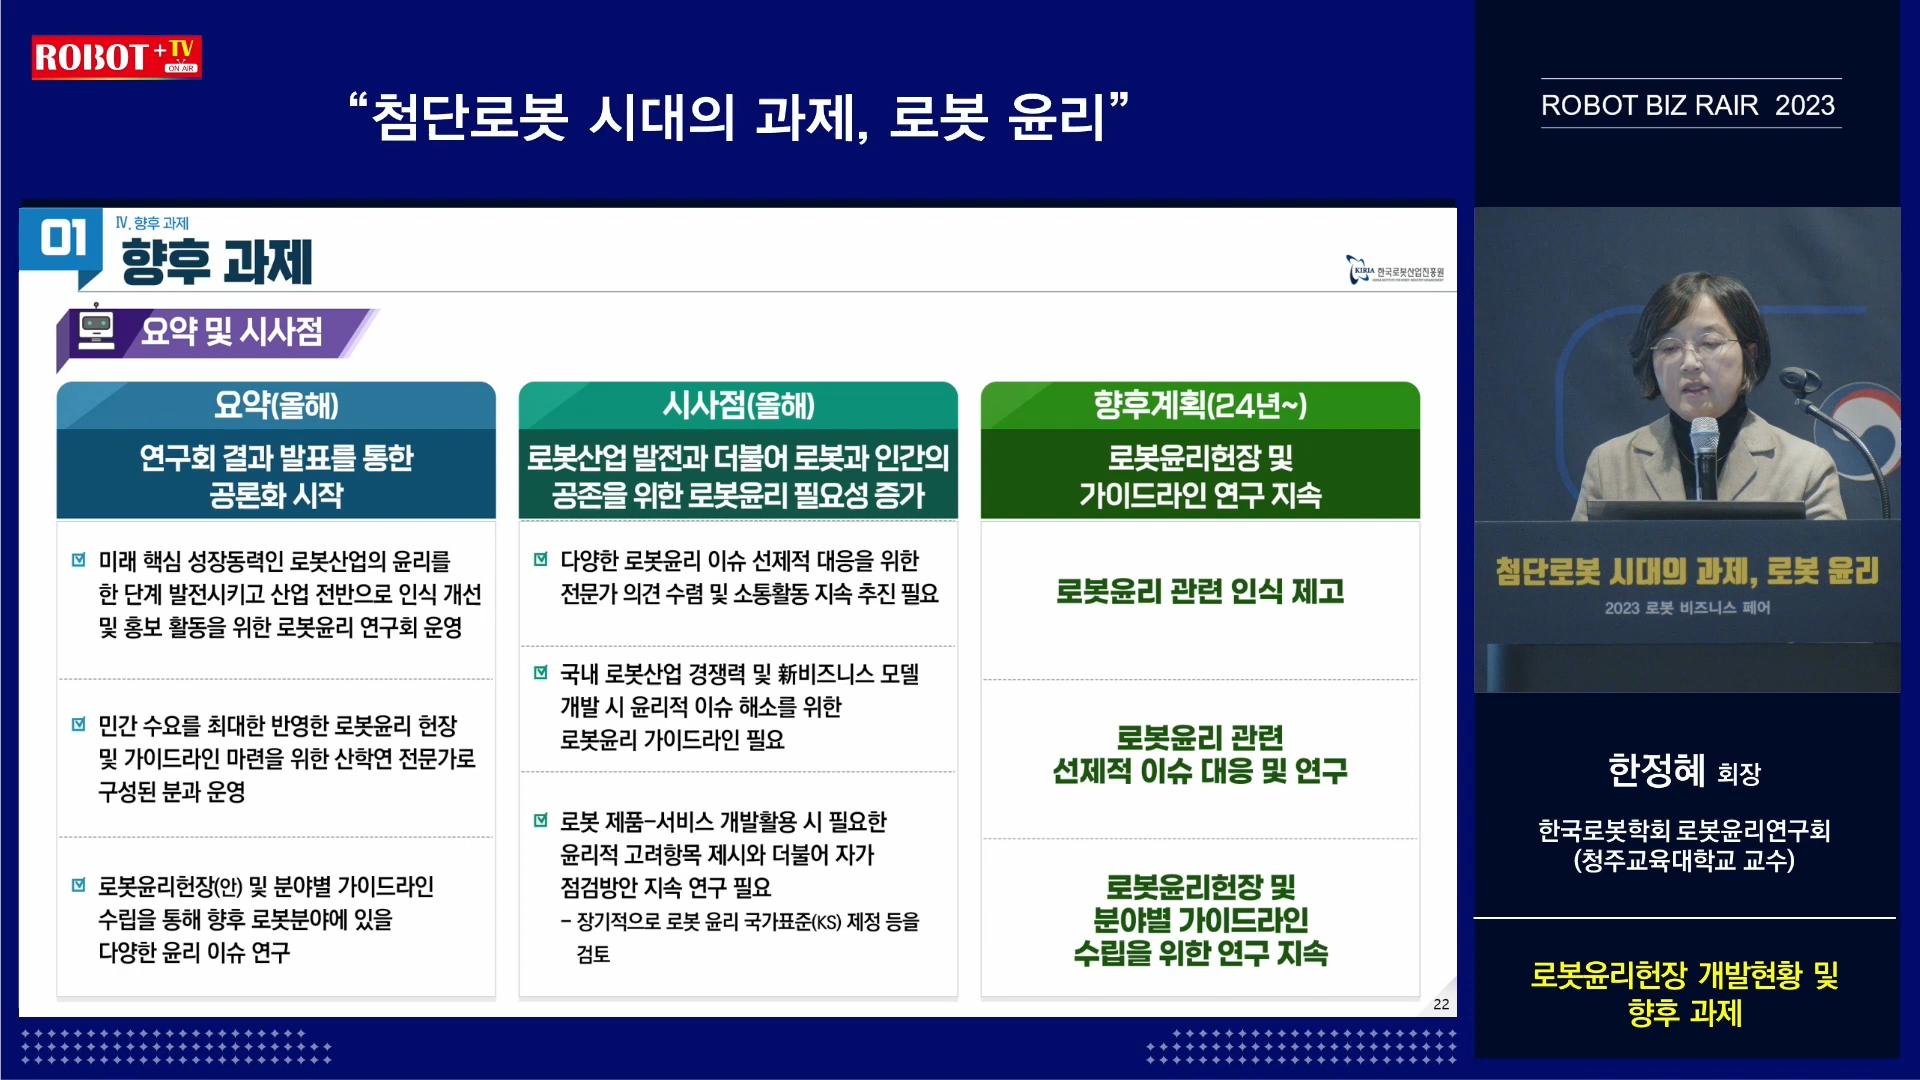 ROBOT+TV
ON AIR
“첨단로봇 시대의 과제, 로봇 윤리”
ROBOT BIZ RAIR 2023
01
Ⅳ. 향후 과제
향후 과제
KIRIA 한국로봇산업진흥원
요약 및 시사점
요약(올해)
연구회 결과 발표를 통한
공론화 시작
미래 핵심 성장동력인 로봇산업의 윤리를
한 단계 발전시키고 산업 전반으로 인식 개선
및 홍보 활동을 위한 로봇윤리 연구회 운영
민간 수요를 최대한 반영한 로봇윤리 헌장
및 가이드라인 마련을 위한 산학연 전문가로
구성된 분과 운영
로봇윤리헌장(안) 및 분야별 가이드라인
수립을 통해 향후 로봇분야에 있을
다양한 윤리 이슈 연구
시사점(올해)
로봇산업 발전과 더불어 로봇과 인간의
공존을 위한 로봇윤리 필요성 증가
다양한 로봇윤리 이슈 선제적 대응을 위한
전문가 의견 수렴 및 소통활동 지속 추진 필요
국내 로봇산업 경쟁력 및 新비즈니스 모델
개발 시 윤리적 이슈 해소를 위한
로봇윤리 가이드라인 필요
로봇 제품-서비스 개발활용 시 필요한
윤리적 고려항목 제시와 더불어 자가
점검방안 지속 연구 필요
- 장기적으로 로봇 윤리 국가표준(KS) 제정 등을
검토
향후계획(24년~)
로봇윤리헌장 및
가이드라인 연구 지속
로봇윤리 관련 인식 제고
로봇윤리 관련
선제적 이슈 대응 및 연구
로봇윤리헌장 및
분야별 가이드라인
수립을 위한 연구 지속
22
첨단로봇 시대의 과제, 로봇 윤리
2023 로봇 비즈니스 페어
한정혜 회장
한국로봇학회 로봇윤리연구회
(청주교육대학교 교수)
로봇윤리헌장 개발현황 및
향후 과제